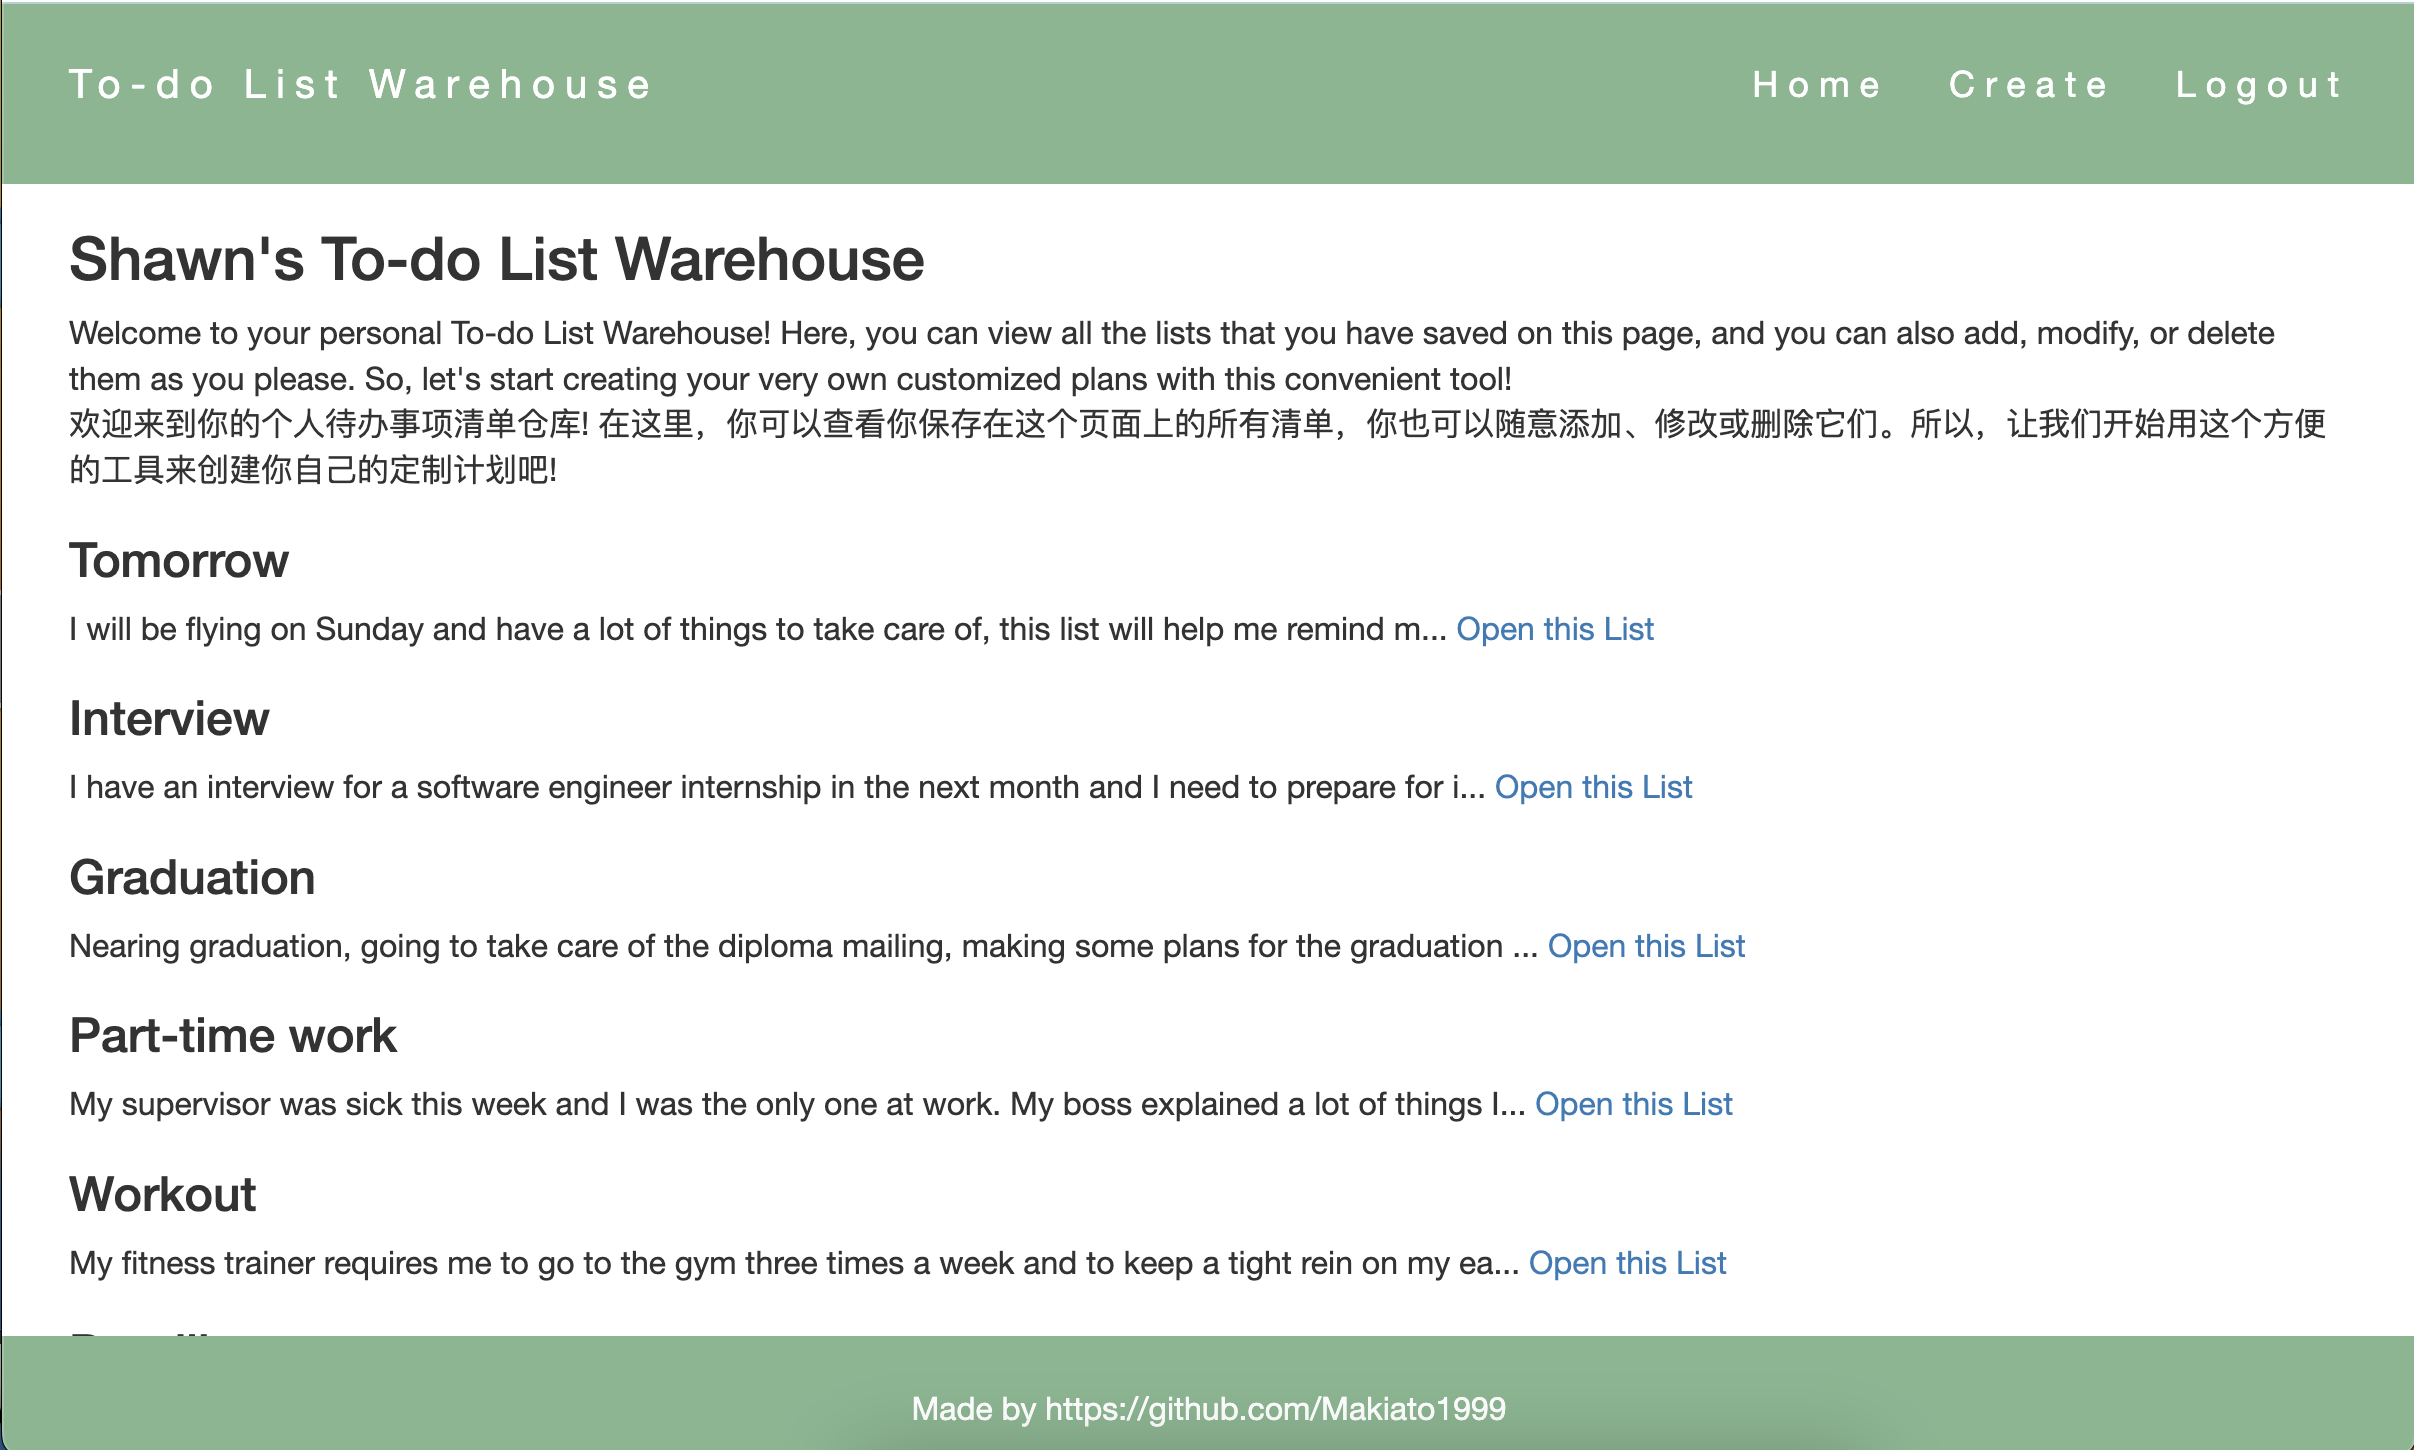 To-do List Warehouse
Home Create Logout
Shawn's To-do List Warehouse
Welcome to your personal To-do List Warehouse! Here, you can view all the lists that you have saved on this page, and you can also add, modify, or delete
them as you please. So, let's start creating your very own customized plans with this convenient tool!
欢迎来到你的个人待办事项清单仓库! 在这里，你可以查看你保存在这个页面上的所有清单，你也可以随意添加、修改或删除它们。所以，让我们开始用这个方便
的工具来创建你自己的定制计划吧!
Tomorrow
I will be flying on Sunday and have a lot of things to take care of, this list will help me remind m... Open this List
Interview
I have an interview for a software engineer internship in the next month and I need to prepare for i... Open this List
Graduation
Nearing graduation, going to take care of the diploma mailing, making some plans for the graduation ... Open this List
Part-time work
My supervisor was sick this week and I was the only one at work. My boss explained a lot of things I... Open this List
Workout
My fitness trainer requires me to go to the gym three times a week and to keep a tight rein on my ea... Open this List
Made by https://github.com/Makiato1999